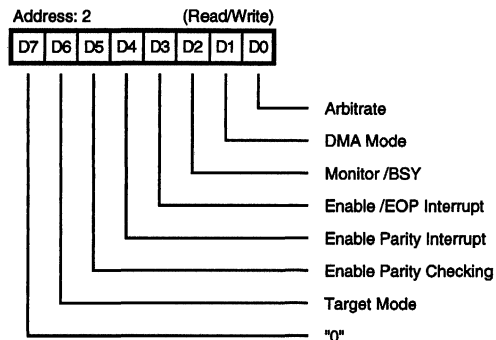 Address: 2 (Read/Write)
D7 D6 D5 D4 D3 D2 D1 D0
Arbitrate
DMA Mode
Monitor /BSY
Enable /EOP Interrupt
Enable Parity Interrupt
Enable Parity Checking
Target Mode
"0"